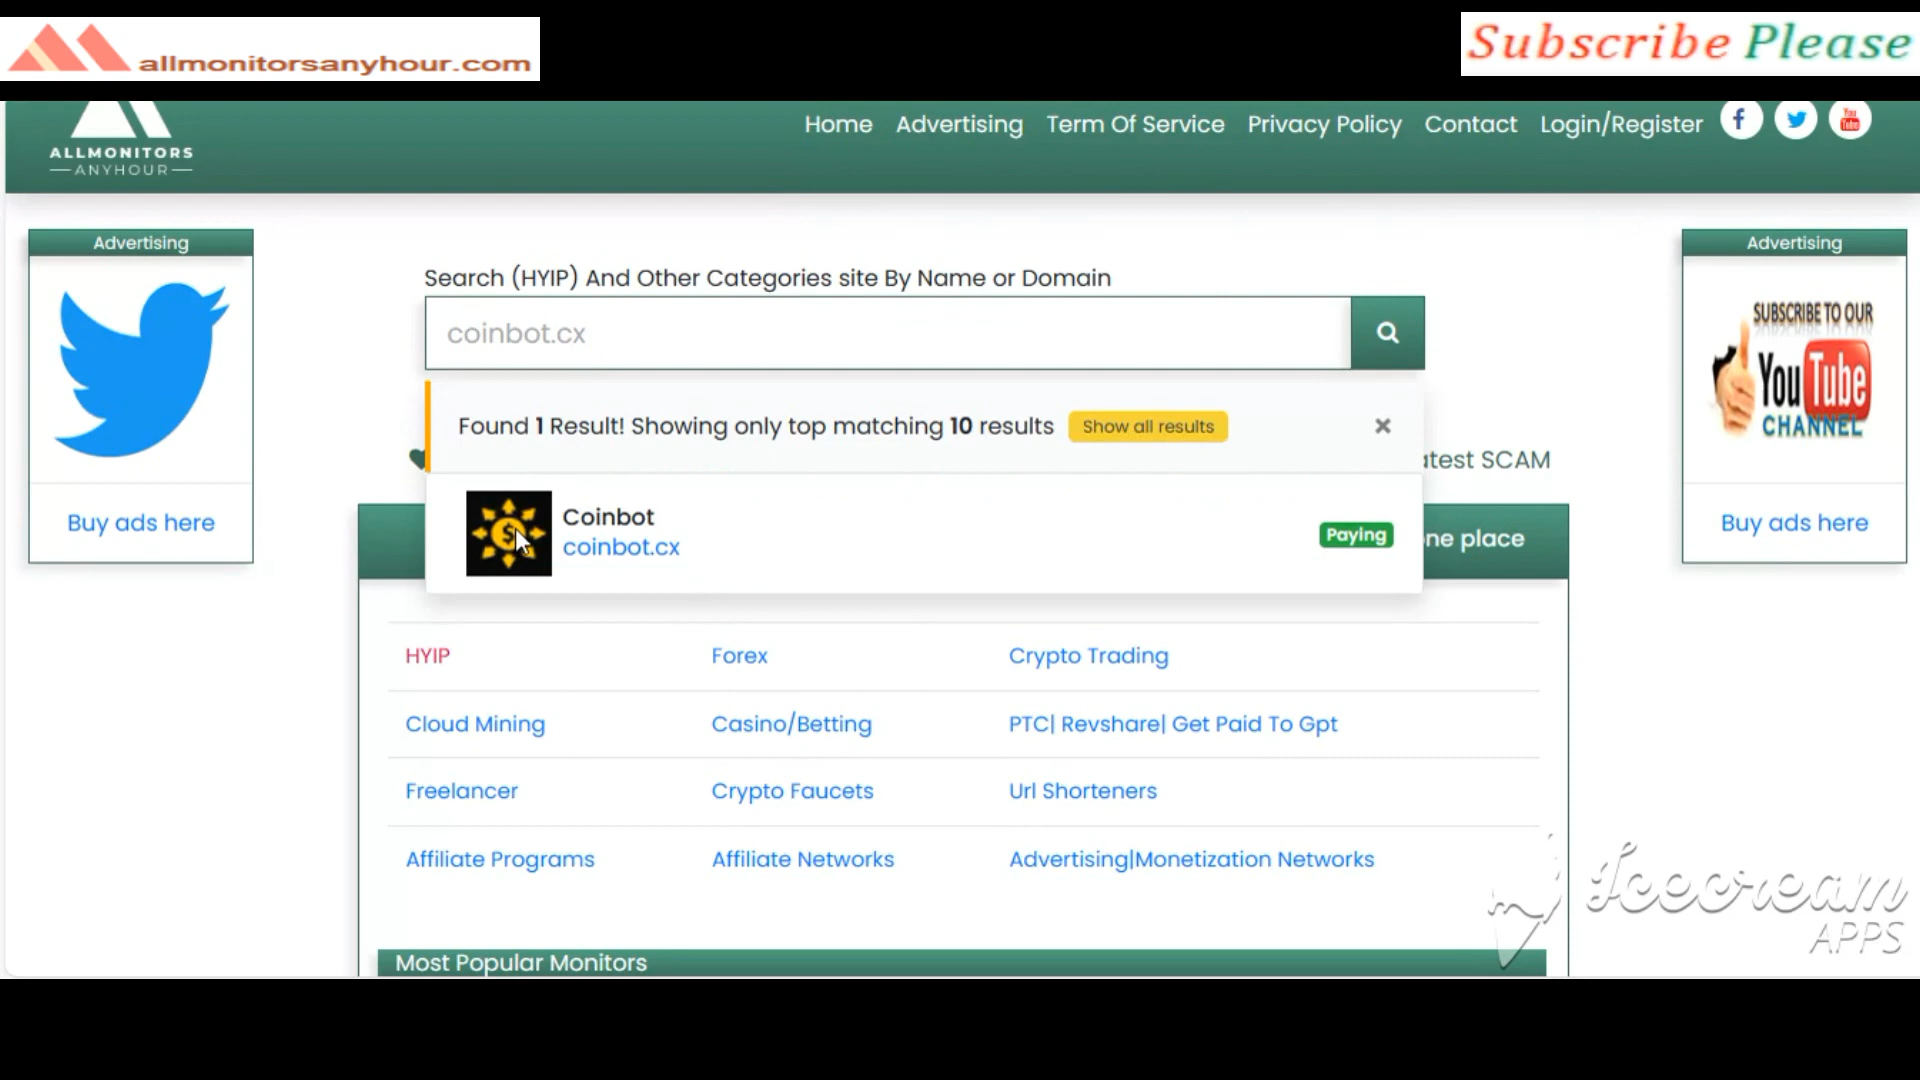 allmonitorsanyhour.com
Subscribe Please
ALLMONITORS
ANYHOUR
Home Advertising Term Of Service Privacy Policy Contact Login/Register
You
Tube
Advertising
Buy ads here
Search (HYIP) And Other Categories site By Name or Domain
coinbot.cx
Found 1 Result! Showing only top matching 10 results Show all results ×
Coinbot
coinbot.cx
Paying
atest SCAM
ne place
Advertising
SUBSCRIBE TO OUR
YouTube
CHANNEL
Buy ads here
HYIP Forex Crypto Trading
Cloud Mining Casino/Betting PTC| Revshare| Get Paid To Gpt
Freelancer Crypto Faucets Url Shorteners
Affiliate Programs Affiliate Networks Advertising|Monetization Networks
Most Popular Monitors
Icecream
APPS